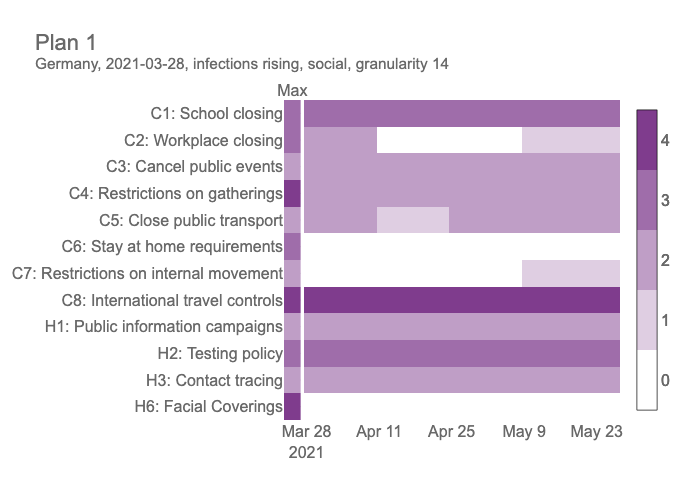 Plan 1
Germany, 2021-03-28, infections rising, social, granularity 14
Max
C1: School closing
C2: Workplace closing
C3: Cancel public events
C4: Restrictions on gatherings
C5: Close public transport
C6: Stay at home requirements
C7: Restrictions on internal movement
C8: International travel controls
H1: Public information campaigns
H2: Testing policy
H3: Contact tracing
H6: Facial Coverings
Mar 28 Apr 11 Apr 25 May 9 May 23
2021
4
3
2
1
0